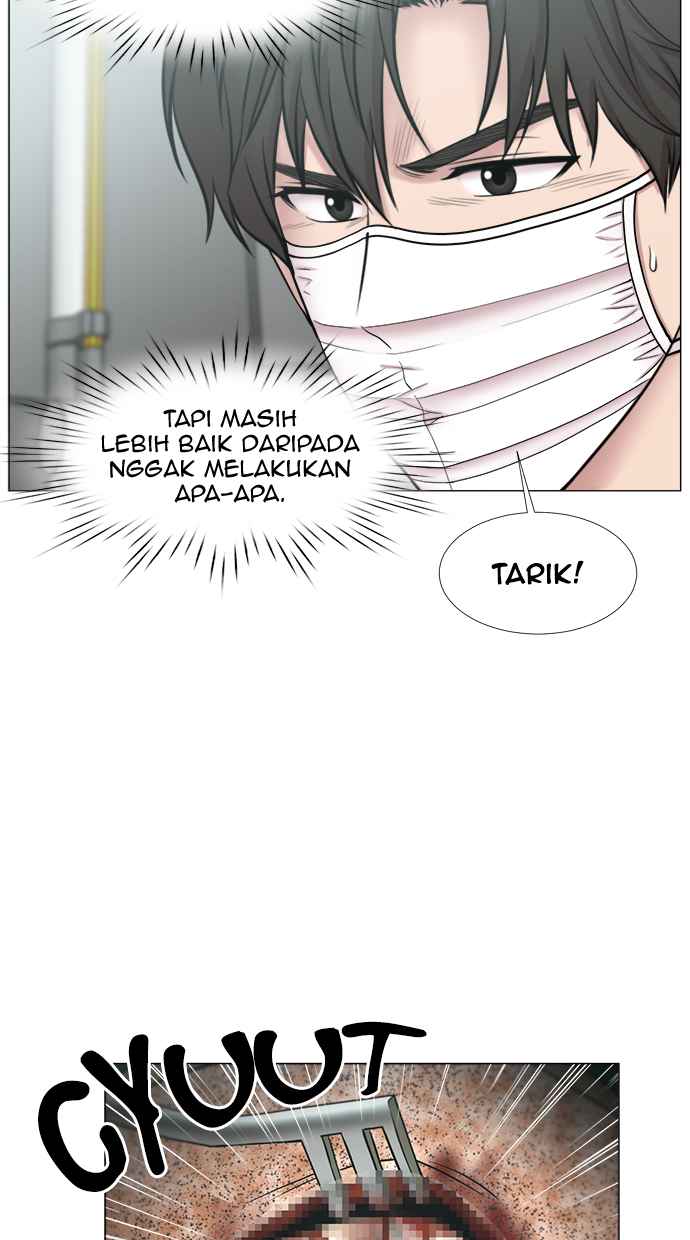 TAPI MASIH
LEBIH BAIK DARIPADA
NGGAK MELAKUKAN
APA-APA.
TARIK!
CYUUT